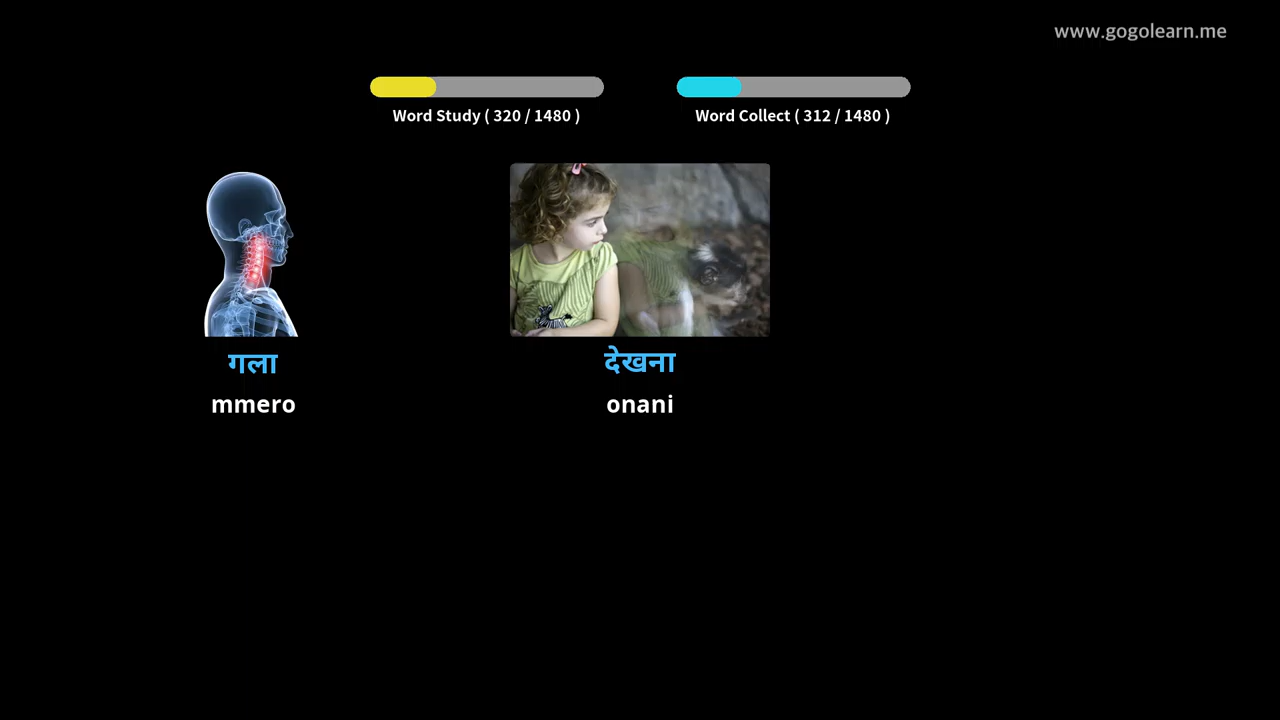 www.gogolearn.me
Word Study ( 320 / 1480 )
Word Collect ( 312 / 1480 )
गला
mmero
देखना
onani